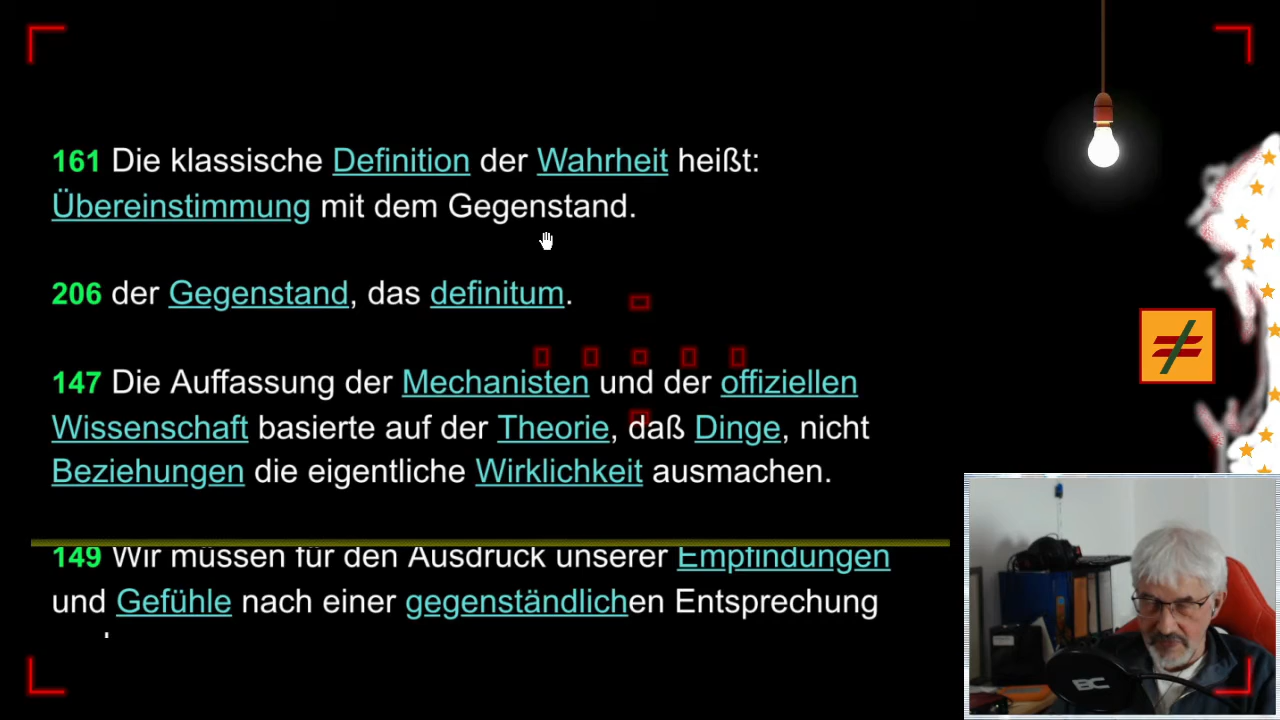 161 Die klassische Definition der Wahrheit heißt:
Übereinstimmung mit dem Gegenstand.
206 der Gegenstand, das definitum.
147 Die Auffassung der Mechanisten und der offiziellen
Wissenschaft basierte auf der Theorie, daß Dinge, nicht
Beziehungen die eigentliche Wirklichkeit ausmachen.
149 Wir müssen für den Ausdruck unserer Empfindungen
und Gefühle nach einer gegenständlichen Entsprechung
≠
BC